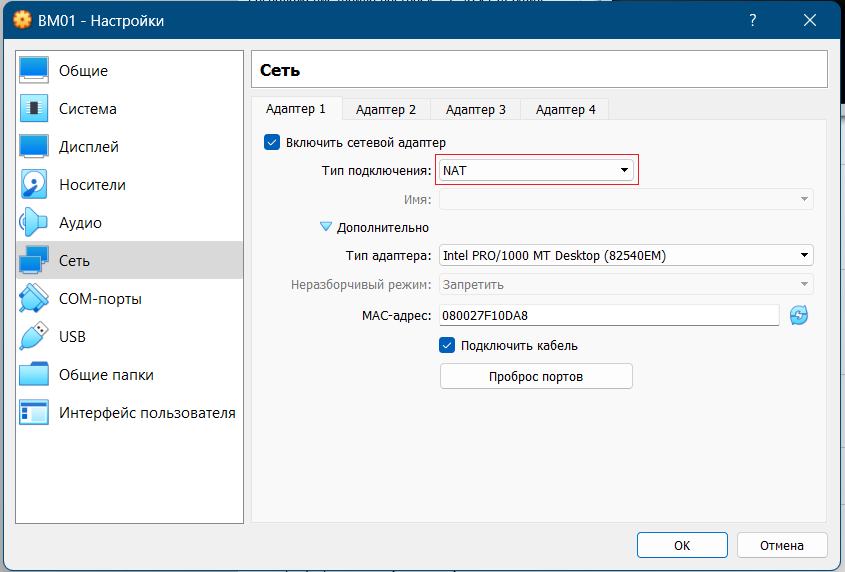 BM01 - Настройки
?
Общие
Система
Дисплей
Носители
Аудио
Сеть
COM-порты
USB
Общие папки
Интерфейс пользователя
Сеть
Адаптер 1 Адаптер 2 Адаптер 3 Адаптер 4
Включить сетевой адаптер
Тип подключения: NAT
Имя:
Дополнительно
Тип адаптера: Intel PRO/1000 MT Desktop (82540EM)
Неразборчивый режим: Запретить
MAC-адрес: 080027F10DA8
Подключить кабель
Проброс портов
OK Отмена